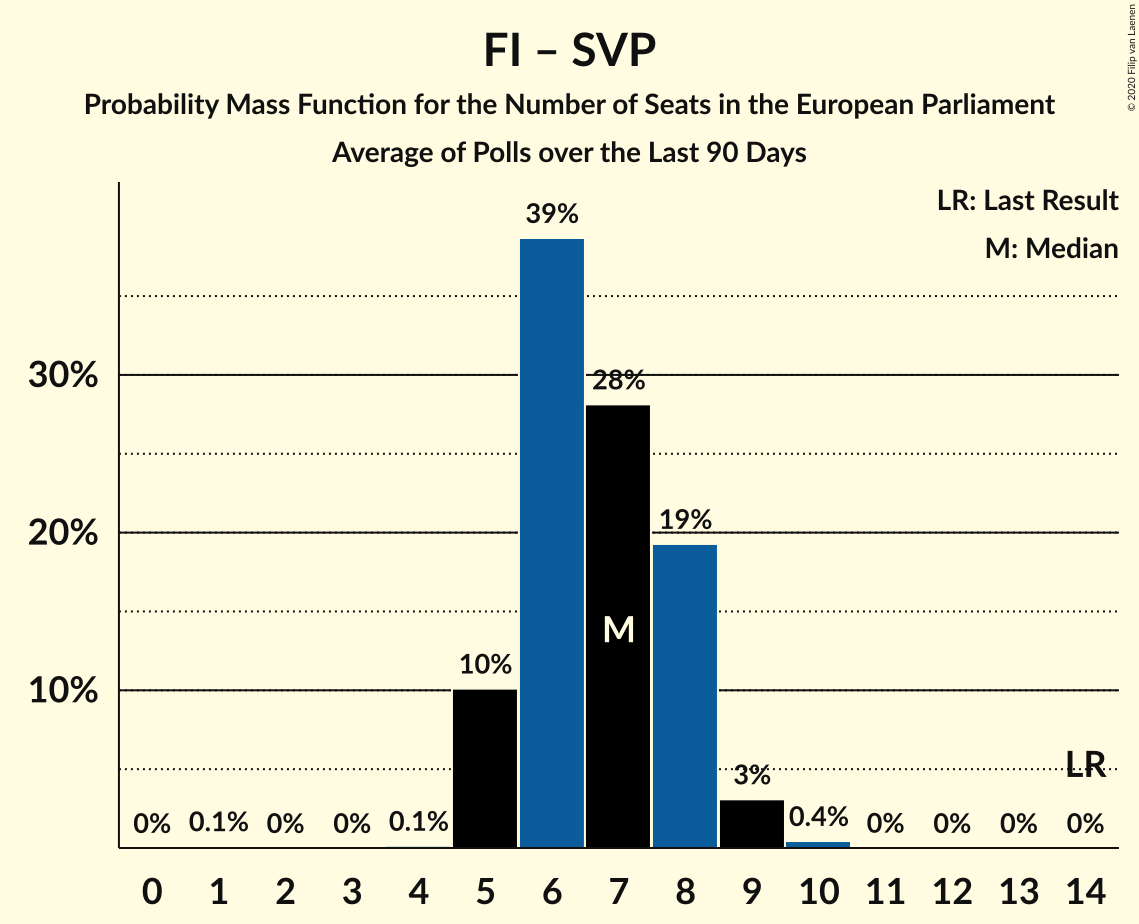 FI – SVP
Probability Mass Function for the Number of Seats in the European Parliament
Average of Polls over the Last 90 Days
© 2020 Filip van Laenen
LR: Last Result
M: Median
39%
30%
28%
20%
19%
M
10%
10%
LR
3%
0% 0.1% 0% 0% 0.1% 0.4% 0% 0% 0% 0%
0 1 2 3 4 5 6 7 8 9 10 11 12 13 14